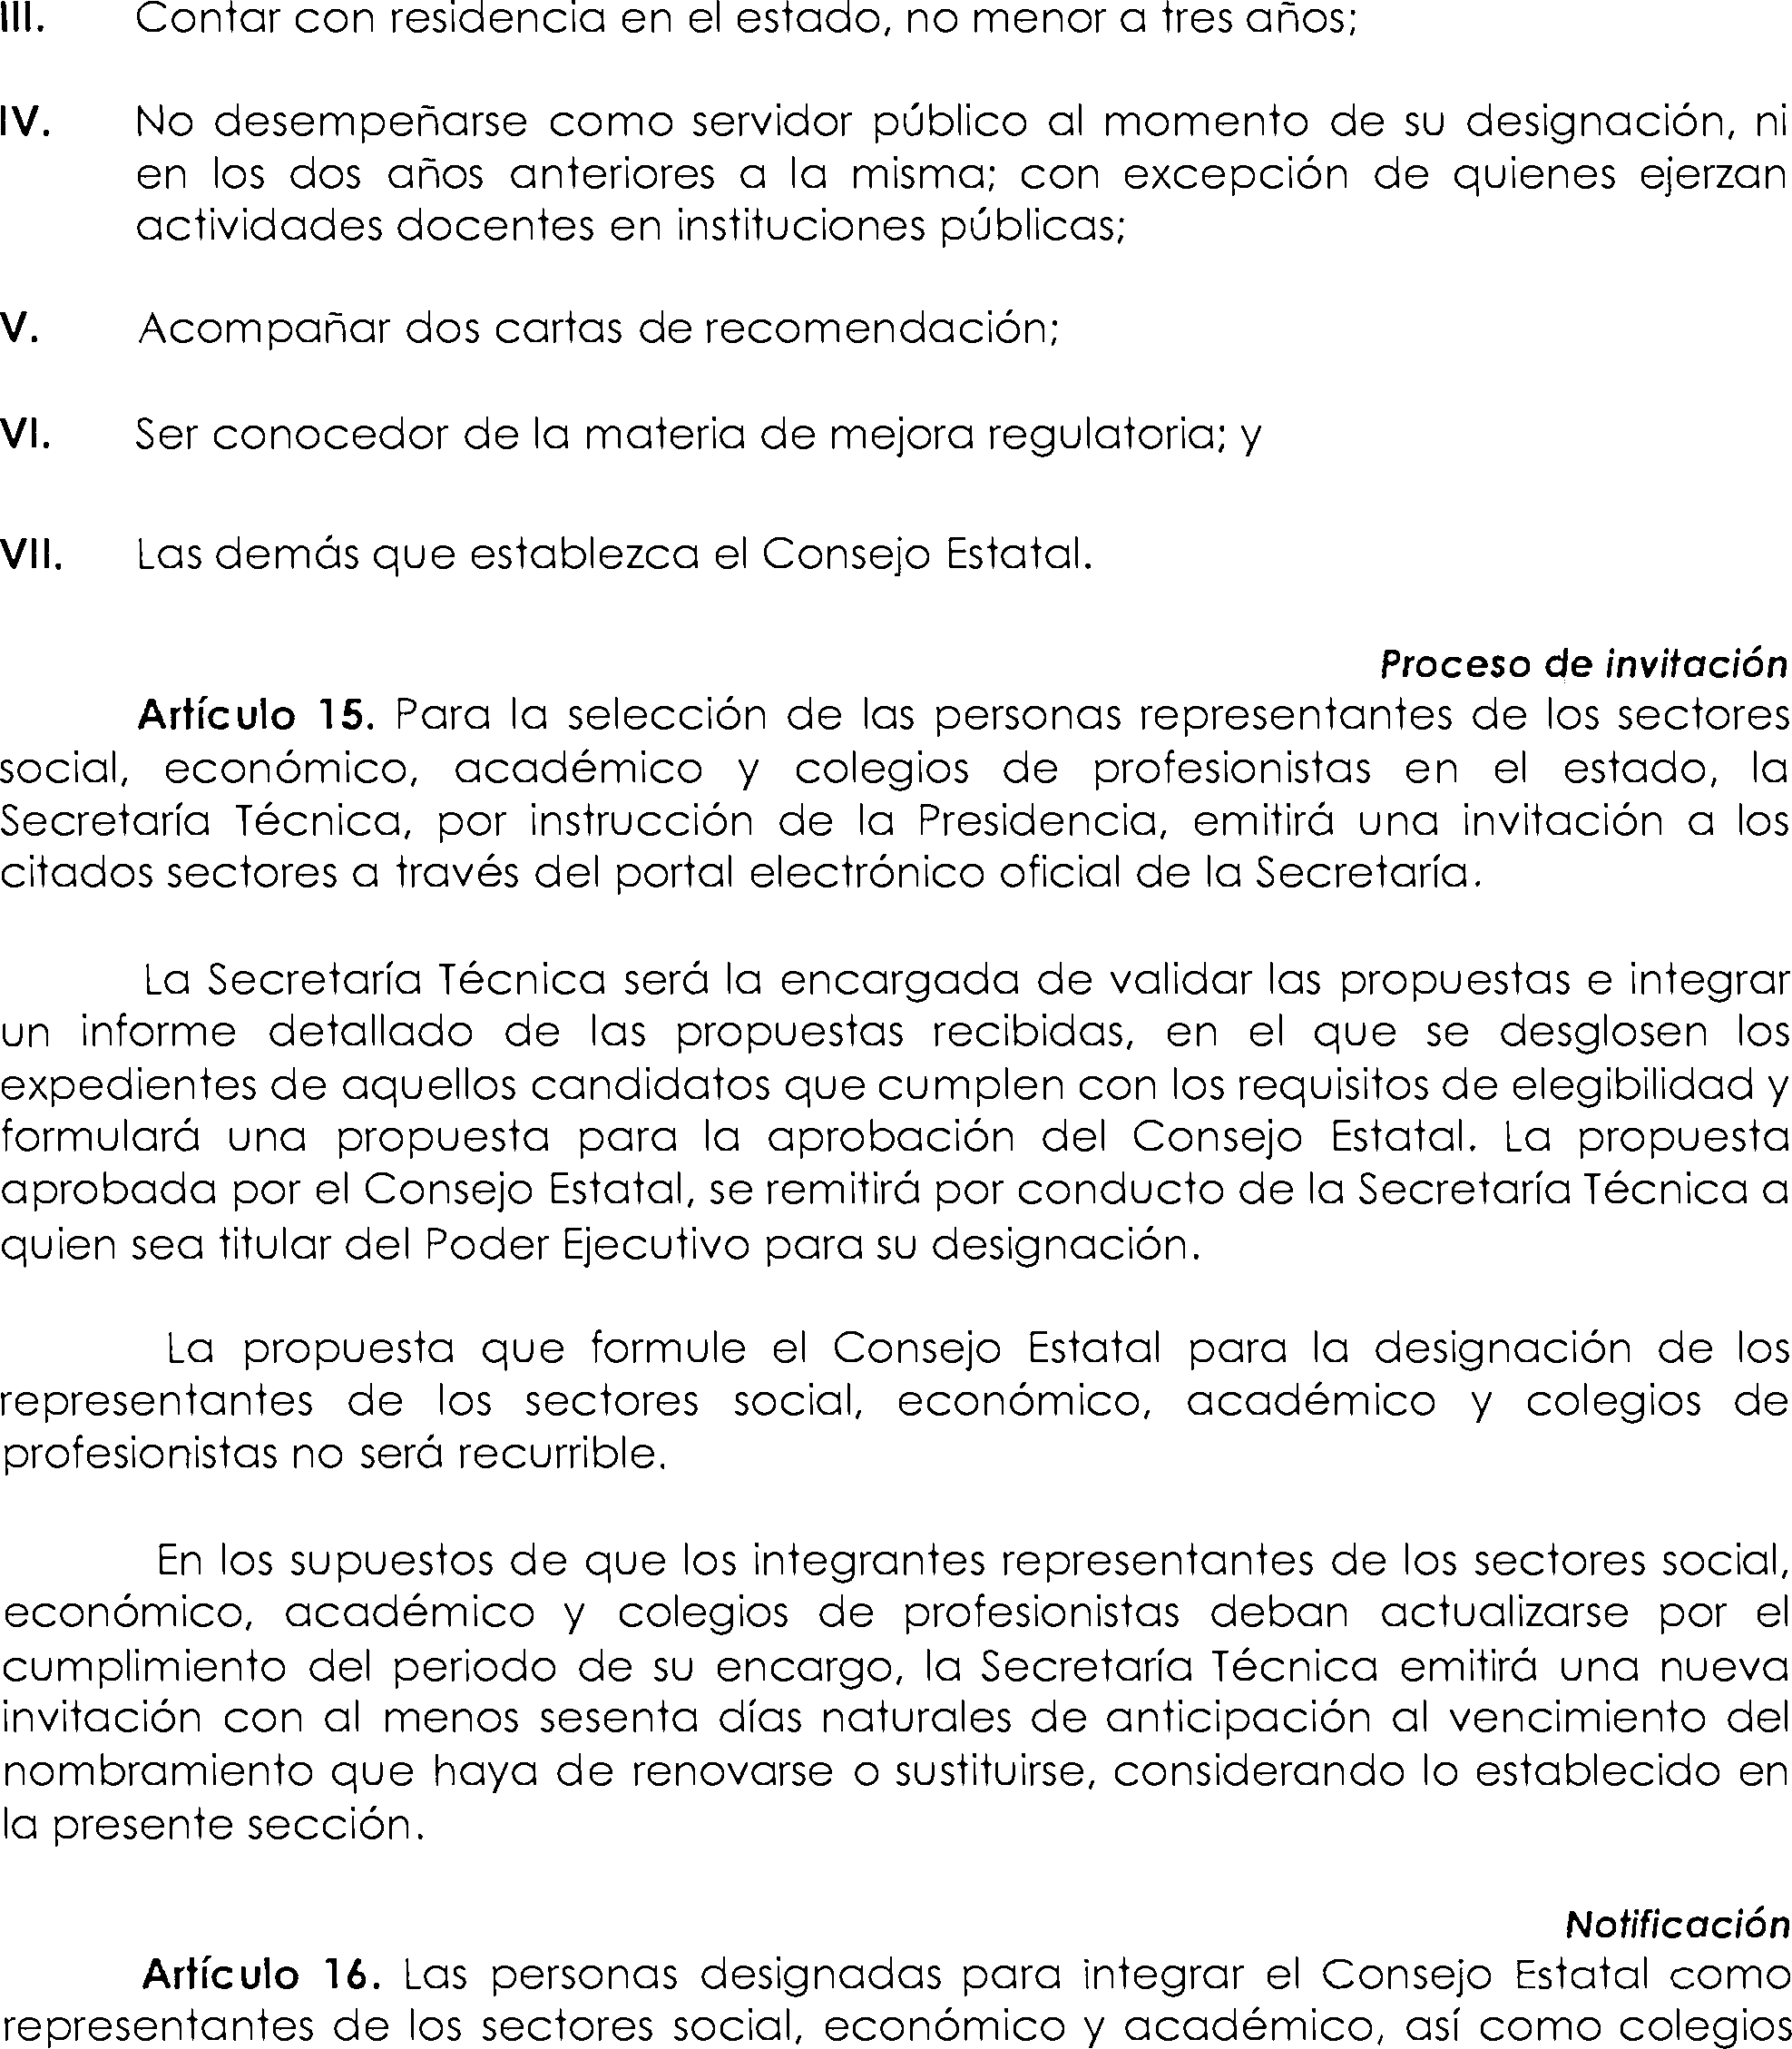 III. Contar con residencia en el estado, no menor a tres años;
IV. No desempeñarse como servidor público al momento de su designación, ni
en los dos años anteriores a la misma; con excepción de quienes ejerzan
actividades docentes en instituciones públicas;
V. Acompañar dos cartas de recomendación;
VI. Ser conocedor de la materia de mejora regulatoria; y
VII. Las demás que establezca el Consejo Estatal.
Proceso de invitación
Artículo 15. Para la selección de las personas representantes de los sectores
social, económico, académico y colegios de profesionistas en el estado, la
Secretaría Técnica, por instrucción de la Presidencia, emitirá una invitación a los
citados sectores a través del portal electrónico oficial de la Secretaría.
La Secretaría Técnica será la encargada de validar las propuestas e integrar
un informe detallado de las propuestas recibidas, en el que se desglosen los
expedientes de aquellos candidatos que cumplen con los requisitos de elegibilidad y
formulará una propuesta para la aprobación del Consejo Estatal. La propuesta
aprobada por el Consejo Estatal, se remitirá por conducto de la Secretaría Técnica a
quien sea titular del Poder Ejecutivo para su designación.
La propuesta que formule el Consejo Estatal para la designación de los
representantes de los sectores social, económico, académico y colegios de
profesionistas no será recurrible.
En los supuestos de que los integrantes representantes de los sectores social,
económico, académico y colegios de profesionistas deban actualizarse por el
cumplimiento del periodo de su encargo, la Secretaría Técnica emitirá una nueva
invitación con al menos sesenta días naturales de anticipación al vencimiento del
nombramiento que haya de renovarse o sustituirse, considerando lo establecido en
la presente sección.
Notificación
Artículo 16. Las personas designadas para integrar el Consejo Estatal como
representantes de los sectores social, económico y académico, así como colegios